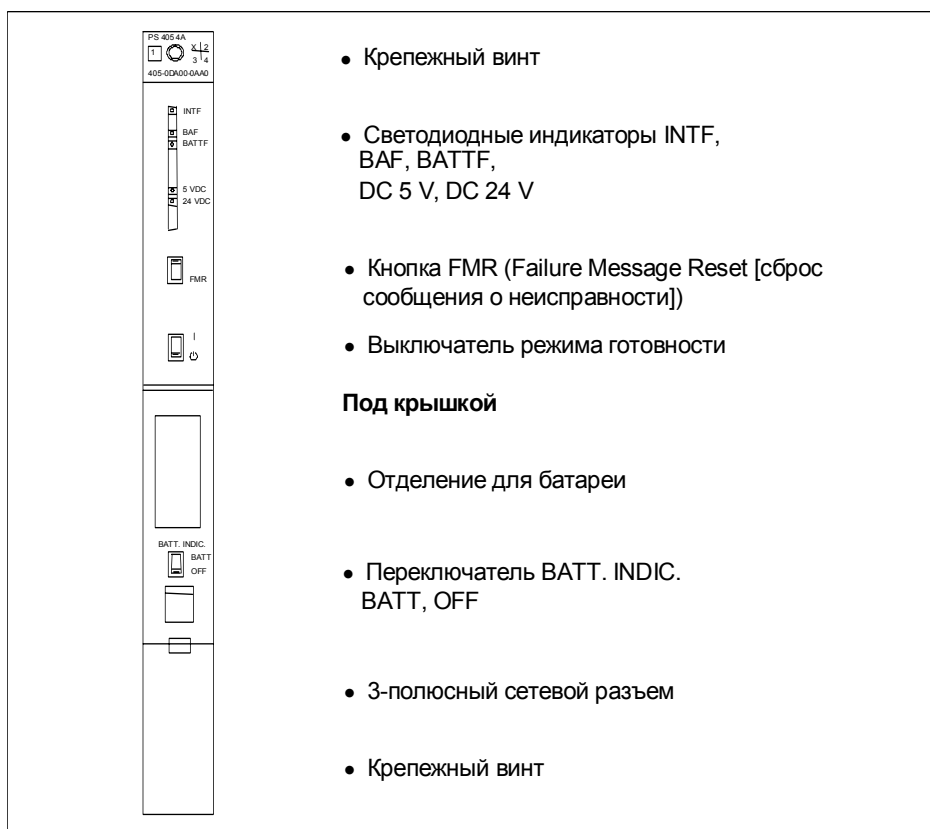 PS 405 4A
1
X 2
3 4
405-0DA00-0AA0
INTF
BAF
BATTF
5 VDC
24 VDC
FMR
I
BATT. INDIC.
BATT
OFF
• Крепежный винт
• Светодиодные индикаторы INTF,
BAF, BATTF,
DC 5 V, DC 24 V
• Кнопка FMR (Failure Message Reset [сброс
сообщения о неисправности])
• Выключатель режима готовности
Под крышкой
• Отделение для батареи
• Переключатель BATT. INDIC.
BATT, OFF
• 3-полюсный сетевой разъем
• Крепежный винт